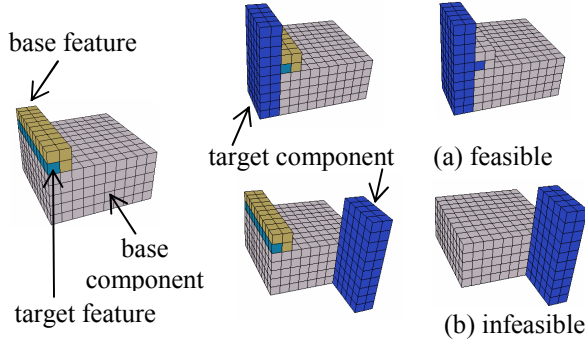 base feature
target component
(a) feasible
base
component
target feature
(b) infeasible